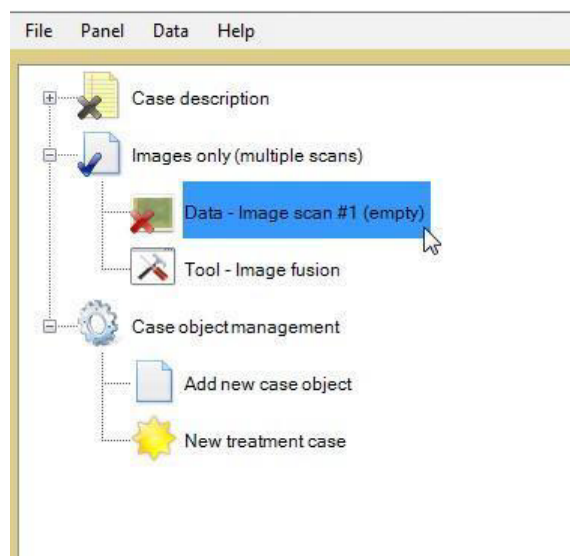 File Panel Data Help
Case description
Images only (multiple scans)
Data - Image scan #1 (empty)
Tool - Image fusion
Case object management
Add new case object
New treatment case